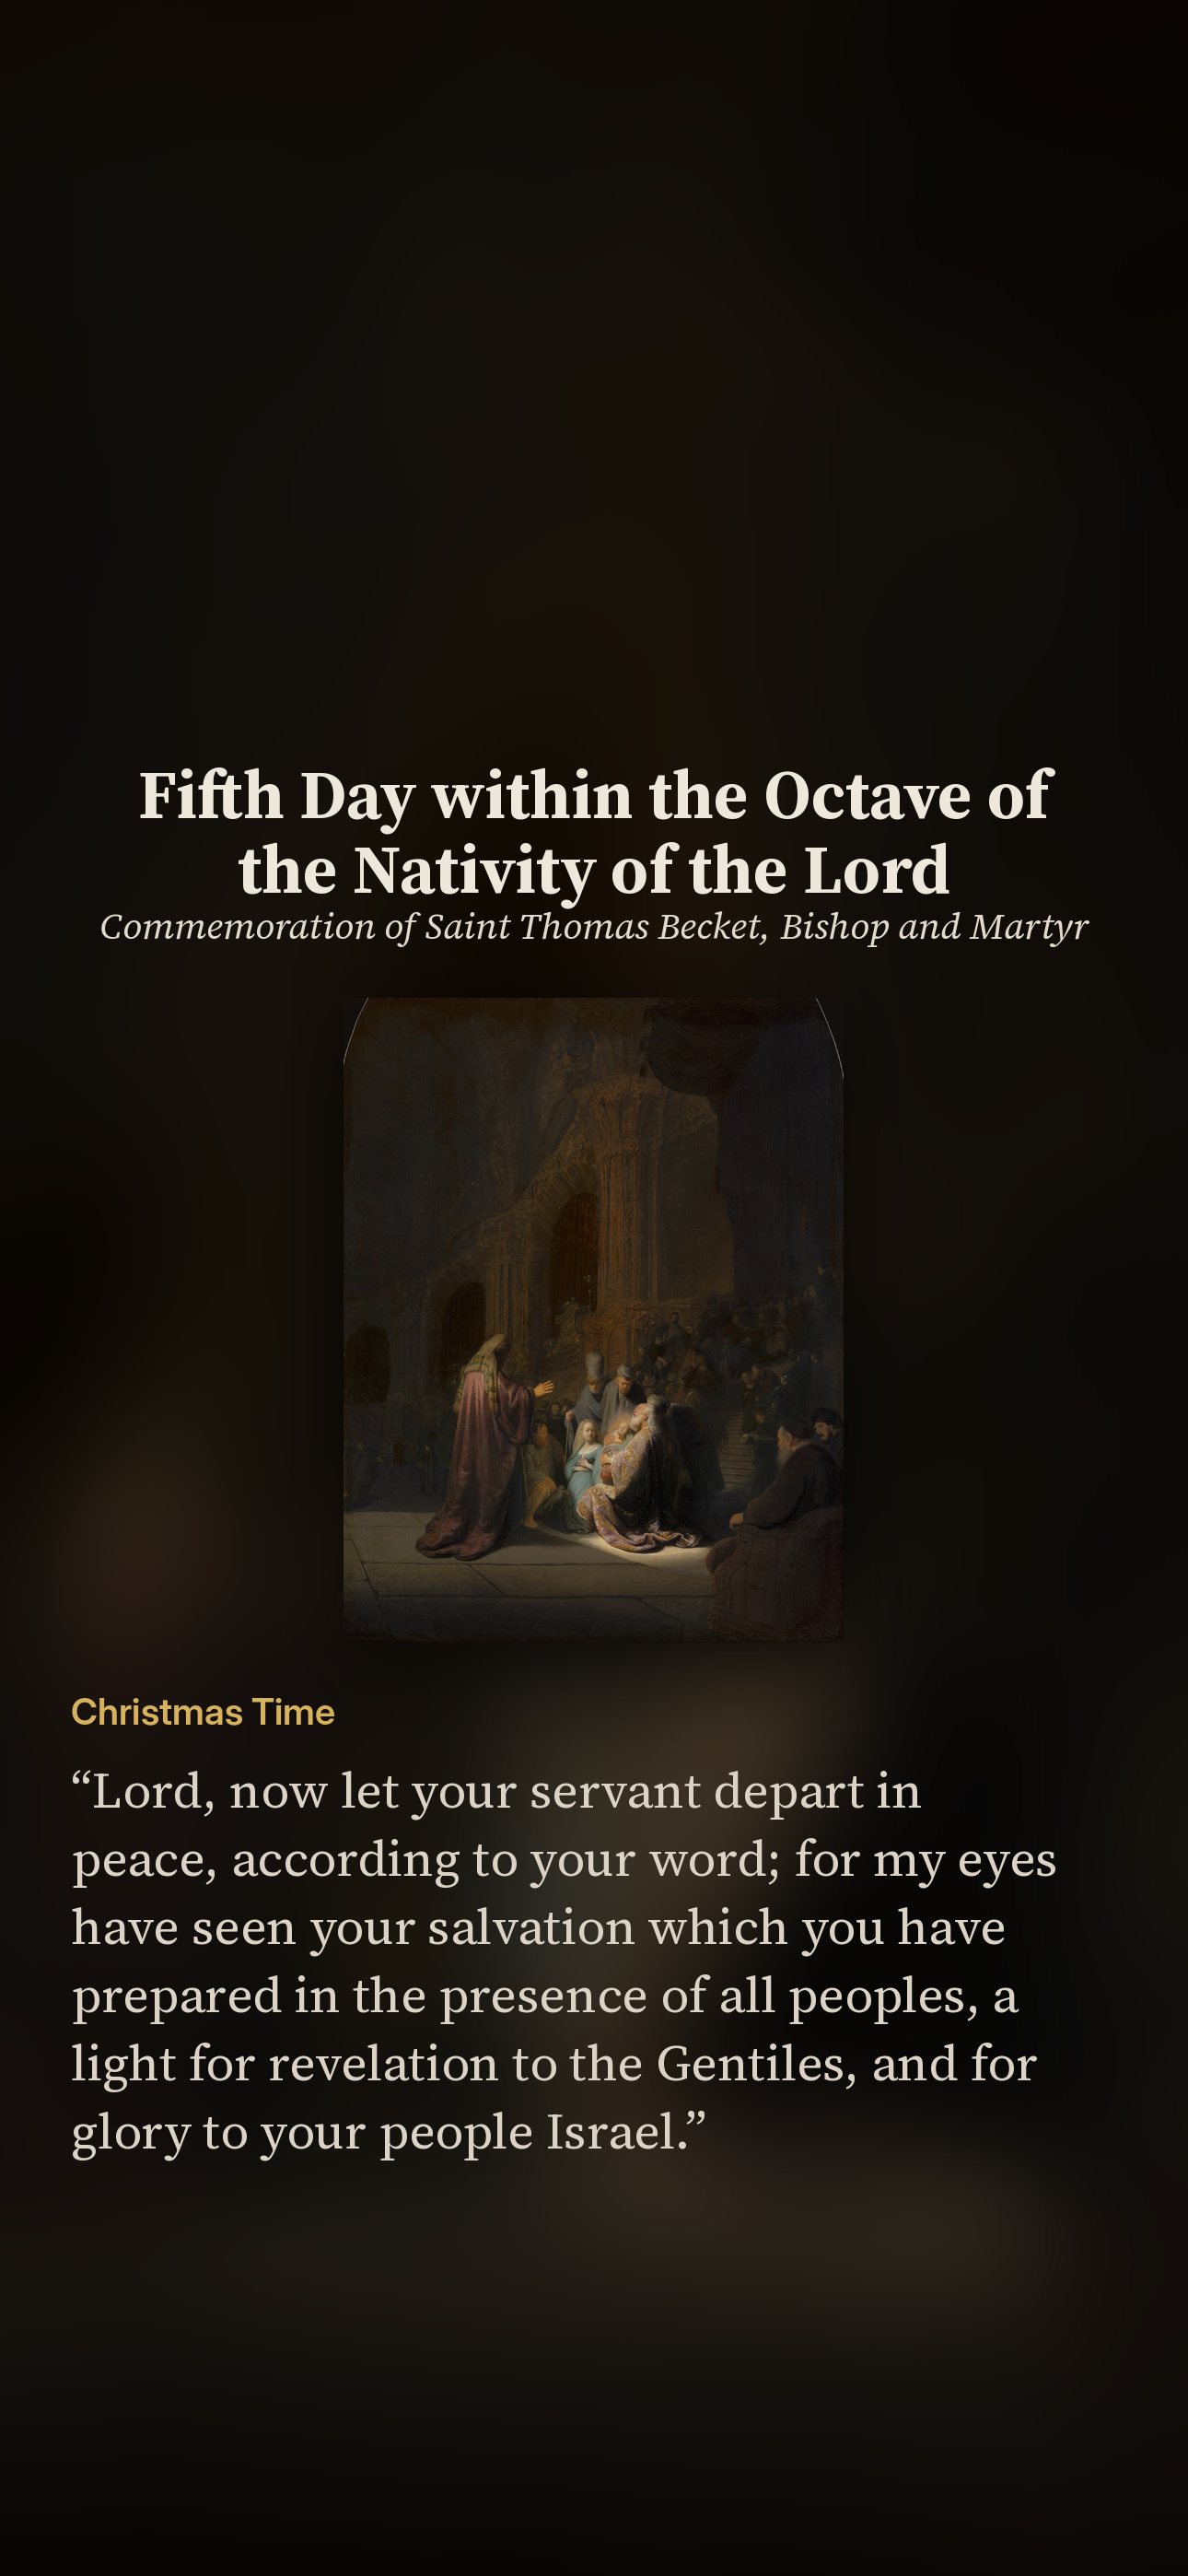 Fifth Day within the Octave of
the Nativity of the Lord
Commemoration of Saint Thomas Becket, Bishop and Martyr
Christmas Time
“Lord, now let your servant depart in
peace, according to your word; for my eyes
have seen your salvation which you have
prepared in the presence of all peoples, a
light for revelation to the Gentiles, and for
glory to your people Israel.”